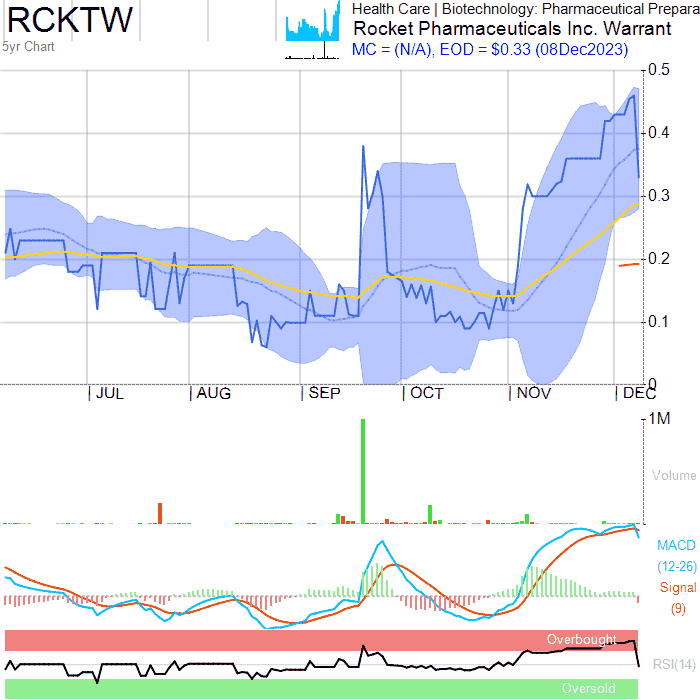 RCKTW
5yr Chart
Health Care | Biotechnology: Pharmaceutical Prepara
Rocket Pharmaceuticals Inc. Warrant
MC = (N/A), EOD = $0.33 (08Dec2023)
0.5
0.4
0.3
0.2
0.1
0
JUL AUG SEP OCT NOV DEC
1M
Volume
MACD
(12-26)
Signal
(9)
Overbought
RSI(14)
Oversold